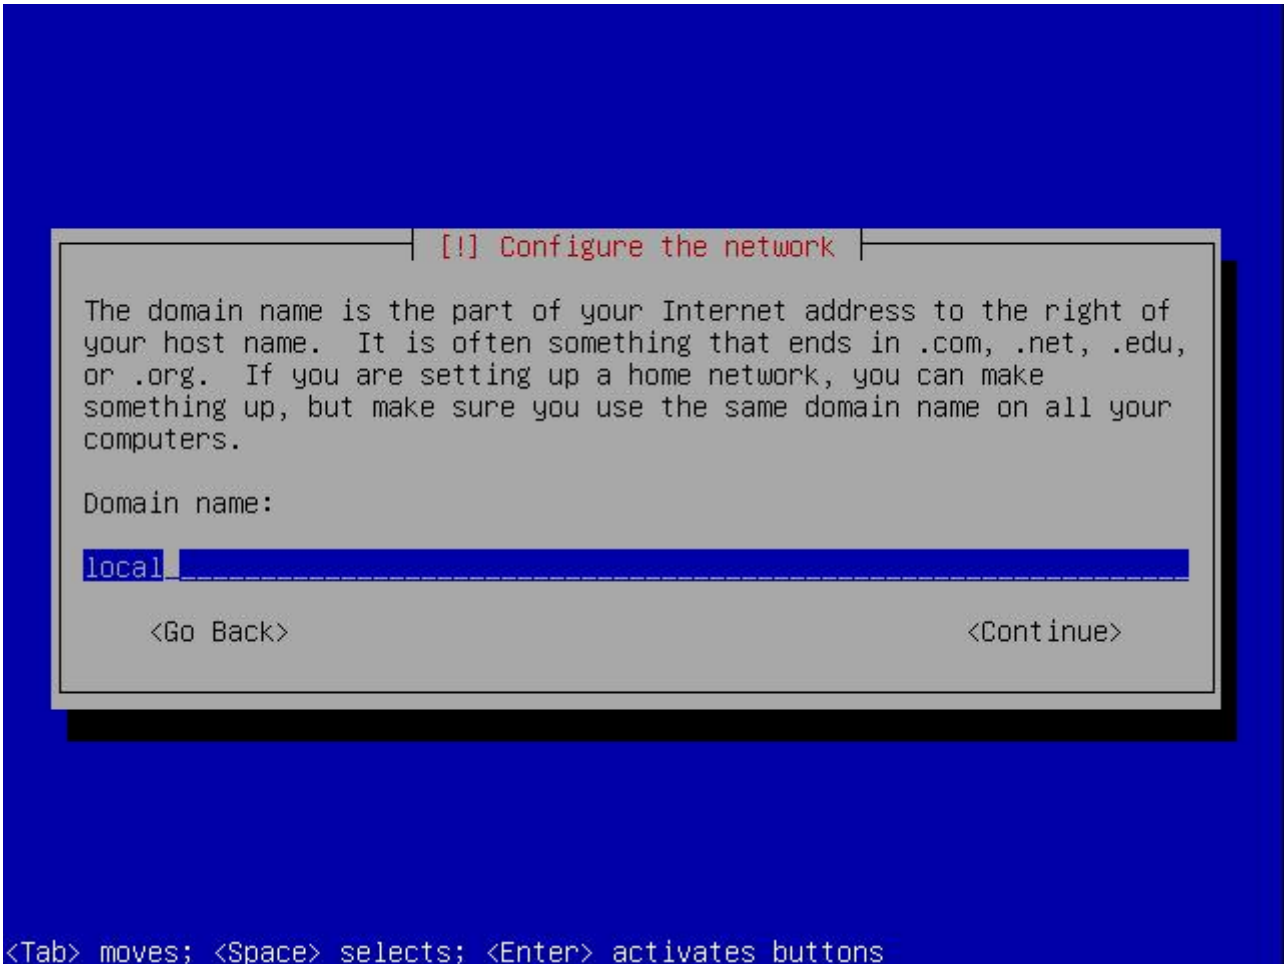 [!] Configure the network
The domain name is the part of your Internet address to the right of
your host name.  It is often something that ends in .com, .net, .edu,
or .org.  If you are setting up a home network, you can make
something up, but make sure you use the same domain name on all your
computers.
Domain name:
local
<Go Back> <Continue>
<Tab> moves; <Space> selects; <Enter> activates buttons